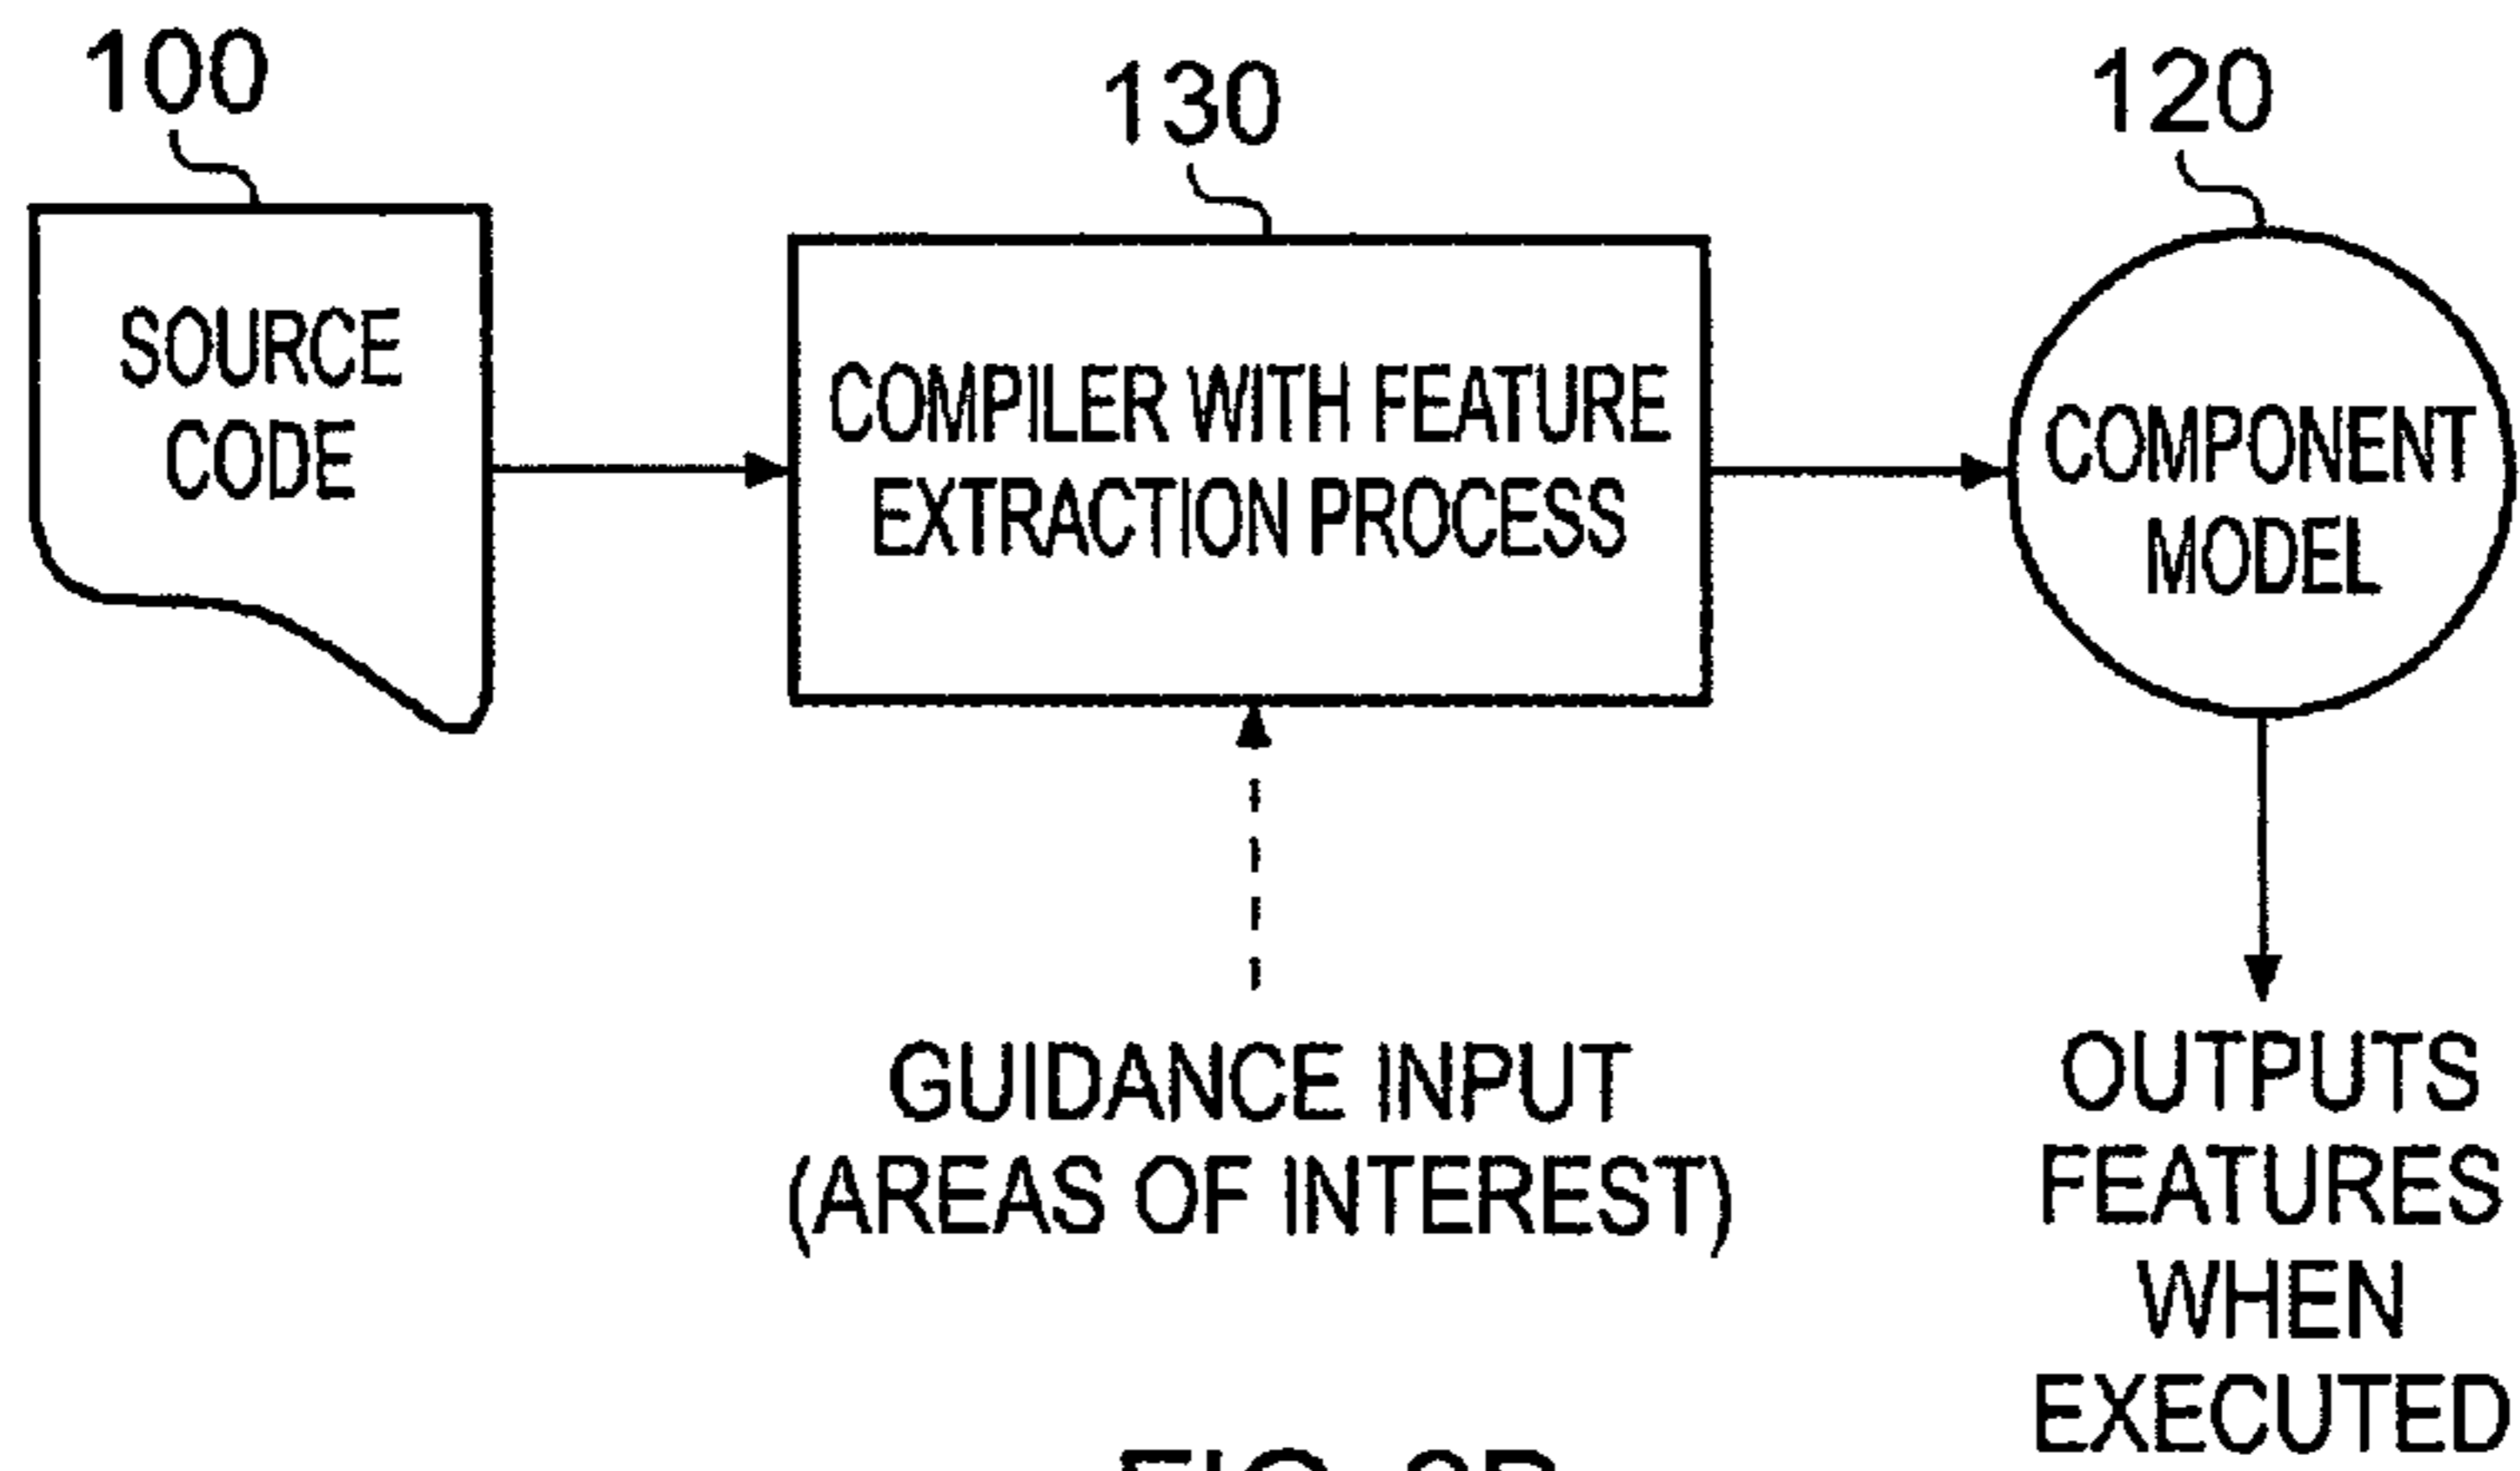 100
130
120
SOURCE
CODE
COMPILER WITH FEATURE
EXTRACTION PROCESS
COMPONENT
MODEL
GUIDANCE INPUT
(AREAS OF INTEREST)
OUTPUTS
FEATURES
WHEN
EXECUTED